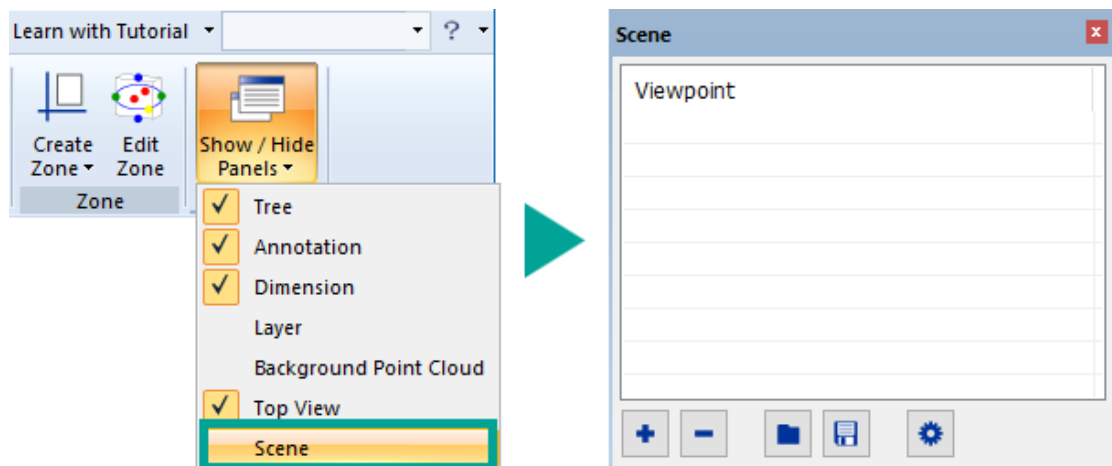 Learn with Tutorial
?
Create
Zone
Edit
Zone
Show / Hide
Panels
Zone
Tree
Annotation
Dimension
Layer
Background Point Cloud
Top View
Scene
Scene
x
Viewpoint